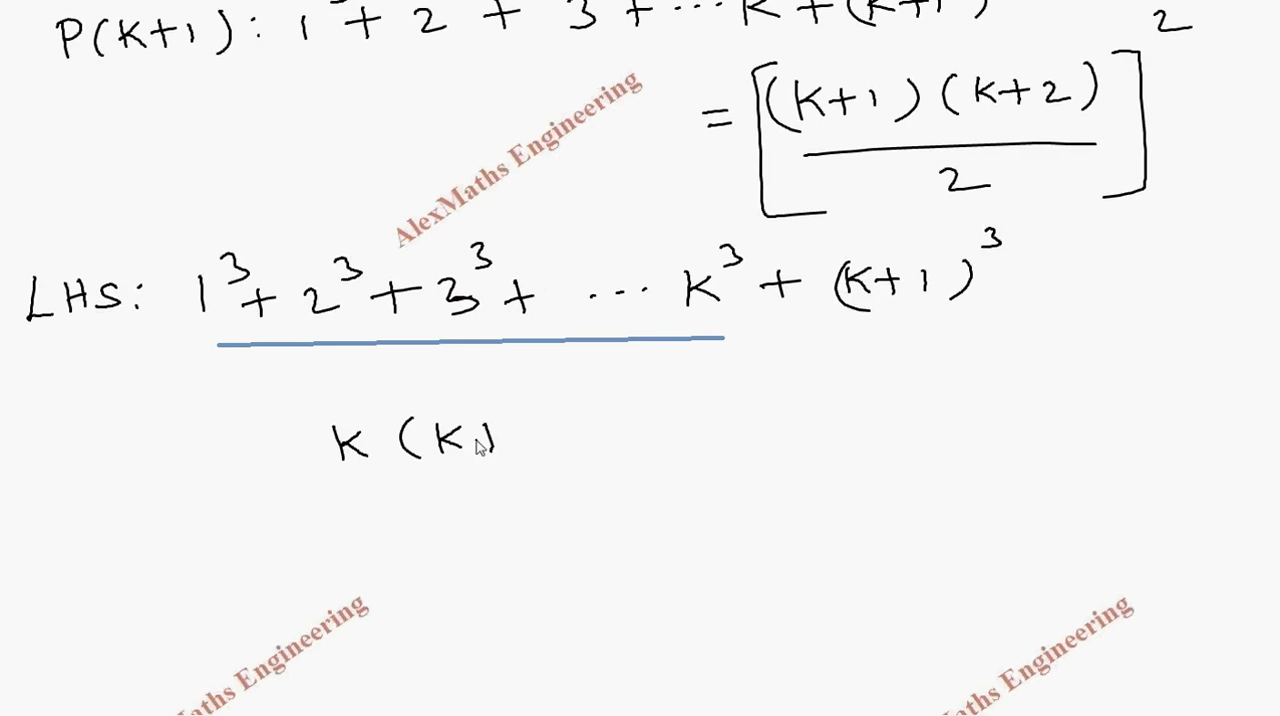 P(K+1): 1 + 2 + 3 + ... K + (K+1)
= [(K+1)(K+2)/2]²
AlexMaths Engineering
LHS: 1³ + 2³ + 3³ + ... K³ + (K+1)³
K (K
Maths Engineering
Maths Engineering